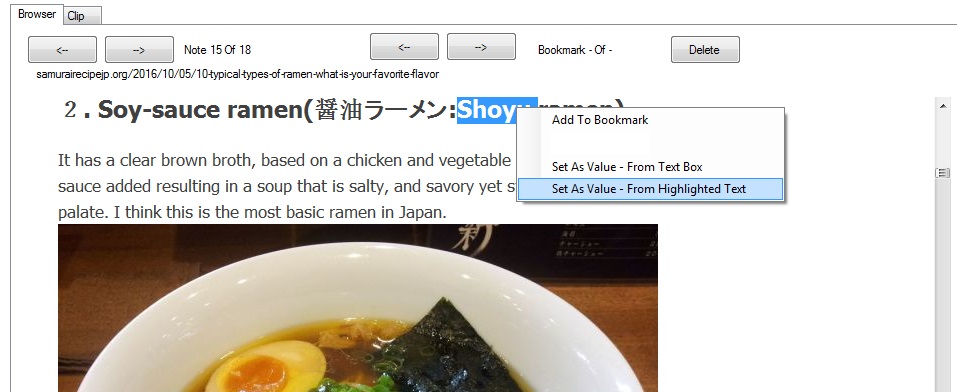 Browser Clip
<-- --> Note 15 Of 18 <-- --> Bookmark - Of - Delete
samurairecipejp.org/2016/10/05/10-typical-types-of-ramen-what-is-your-favorite-flavor
２. Soy-sauce ramen(醤油ラーメン:Shoyu ramen)
Add To Bookmark
It has a clear brown broth, based on a chicken and vegetable
Set As Value - From Text Box
sauce added resulting in a soup that is salty, and savory yet
Set As Value - From Highlighted Text
palate. I think this is the most basic ramen in Japan.